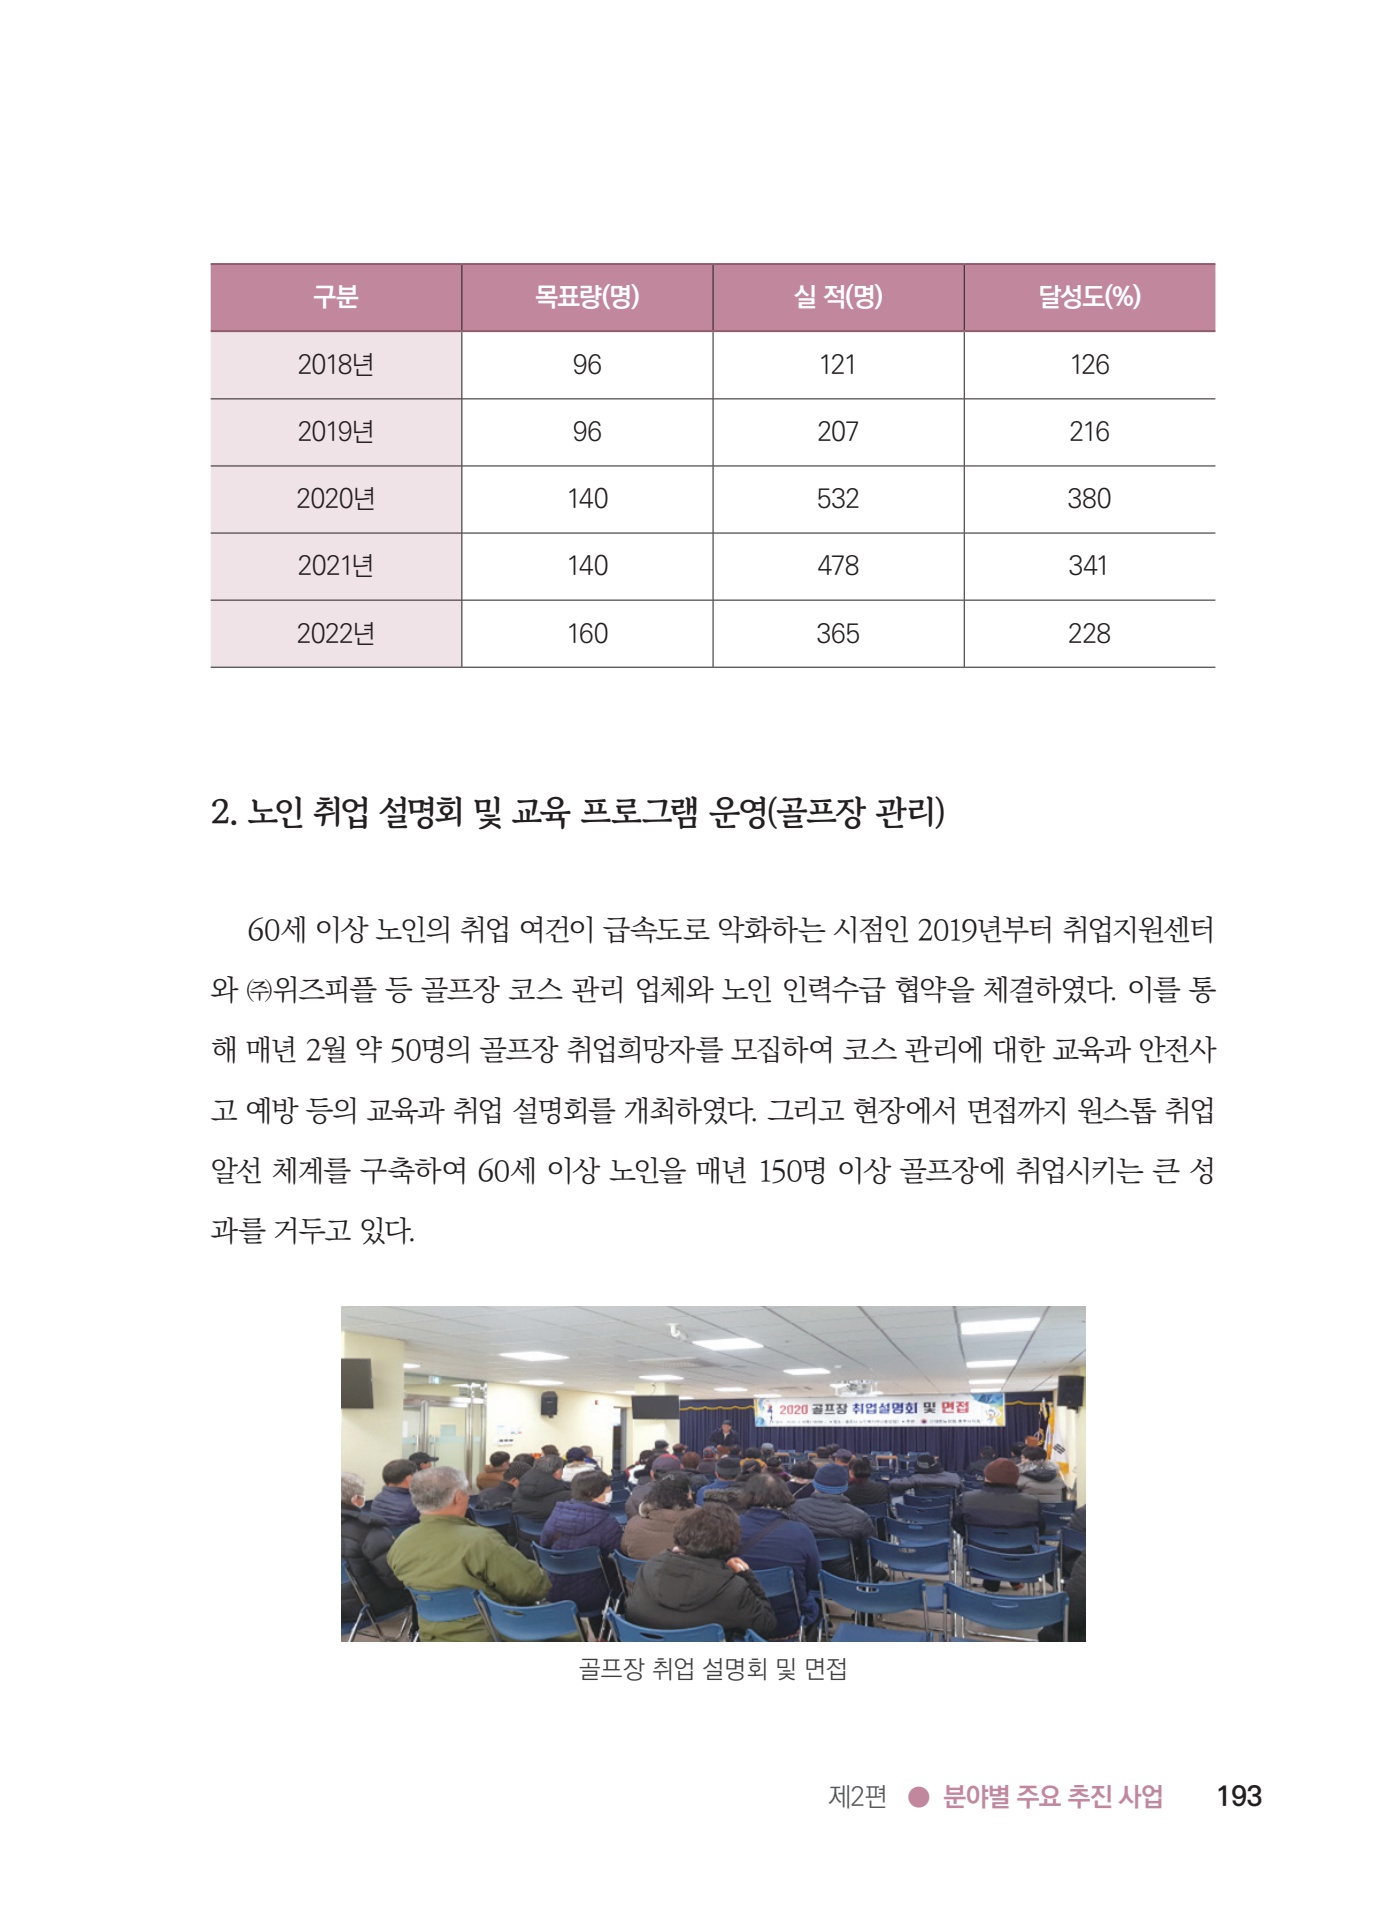 구분 목표량(명) 실 적(명) 달성도(%)
2018년 96 121 126
2019년 96 207 216
2020년 140 532 380
2021년 140 478 341
2022년 160 365 228
2. 노인 취업 설명회 및 교육 프로그램 운영(골프장 관리)
60세 이상 노인의 취업 여건이 급속도로 악화하는 시점인 2019년부터 취업지원센터
와 ㈜위즈피플 등 골프장 코스 관리 업체와 노인 인력수급 협약을 체결하였다. 이를 통
해 매년 2월 약 50명의 골프장 취업희망자를 모집하여 코스 관리에 대한 교육과 안전사
고 예방 등의 교육과 취업 설명회를 개최하였다. 그리고 현장에서 면접까지 원스톱 취업
알선 체계를 구축하여 60세 이상 노인을 매년 150명 이상 골프장에 취업시키는 큰 성
과를 거두고 있다.
2020 골프장 취업설명회 및 면접
골프장 취업 설명회 및 면접
제2편 ● 분야별 주요 추진 사업 193